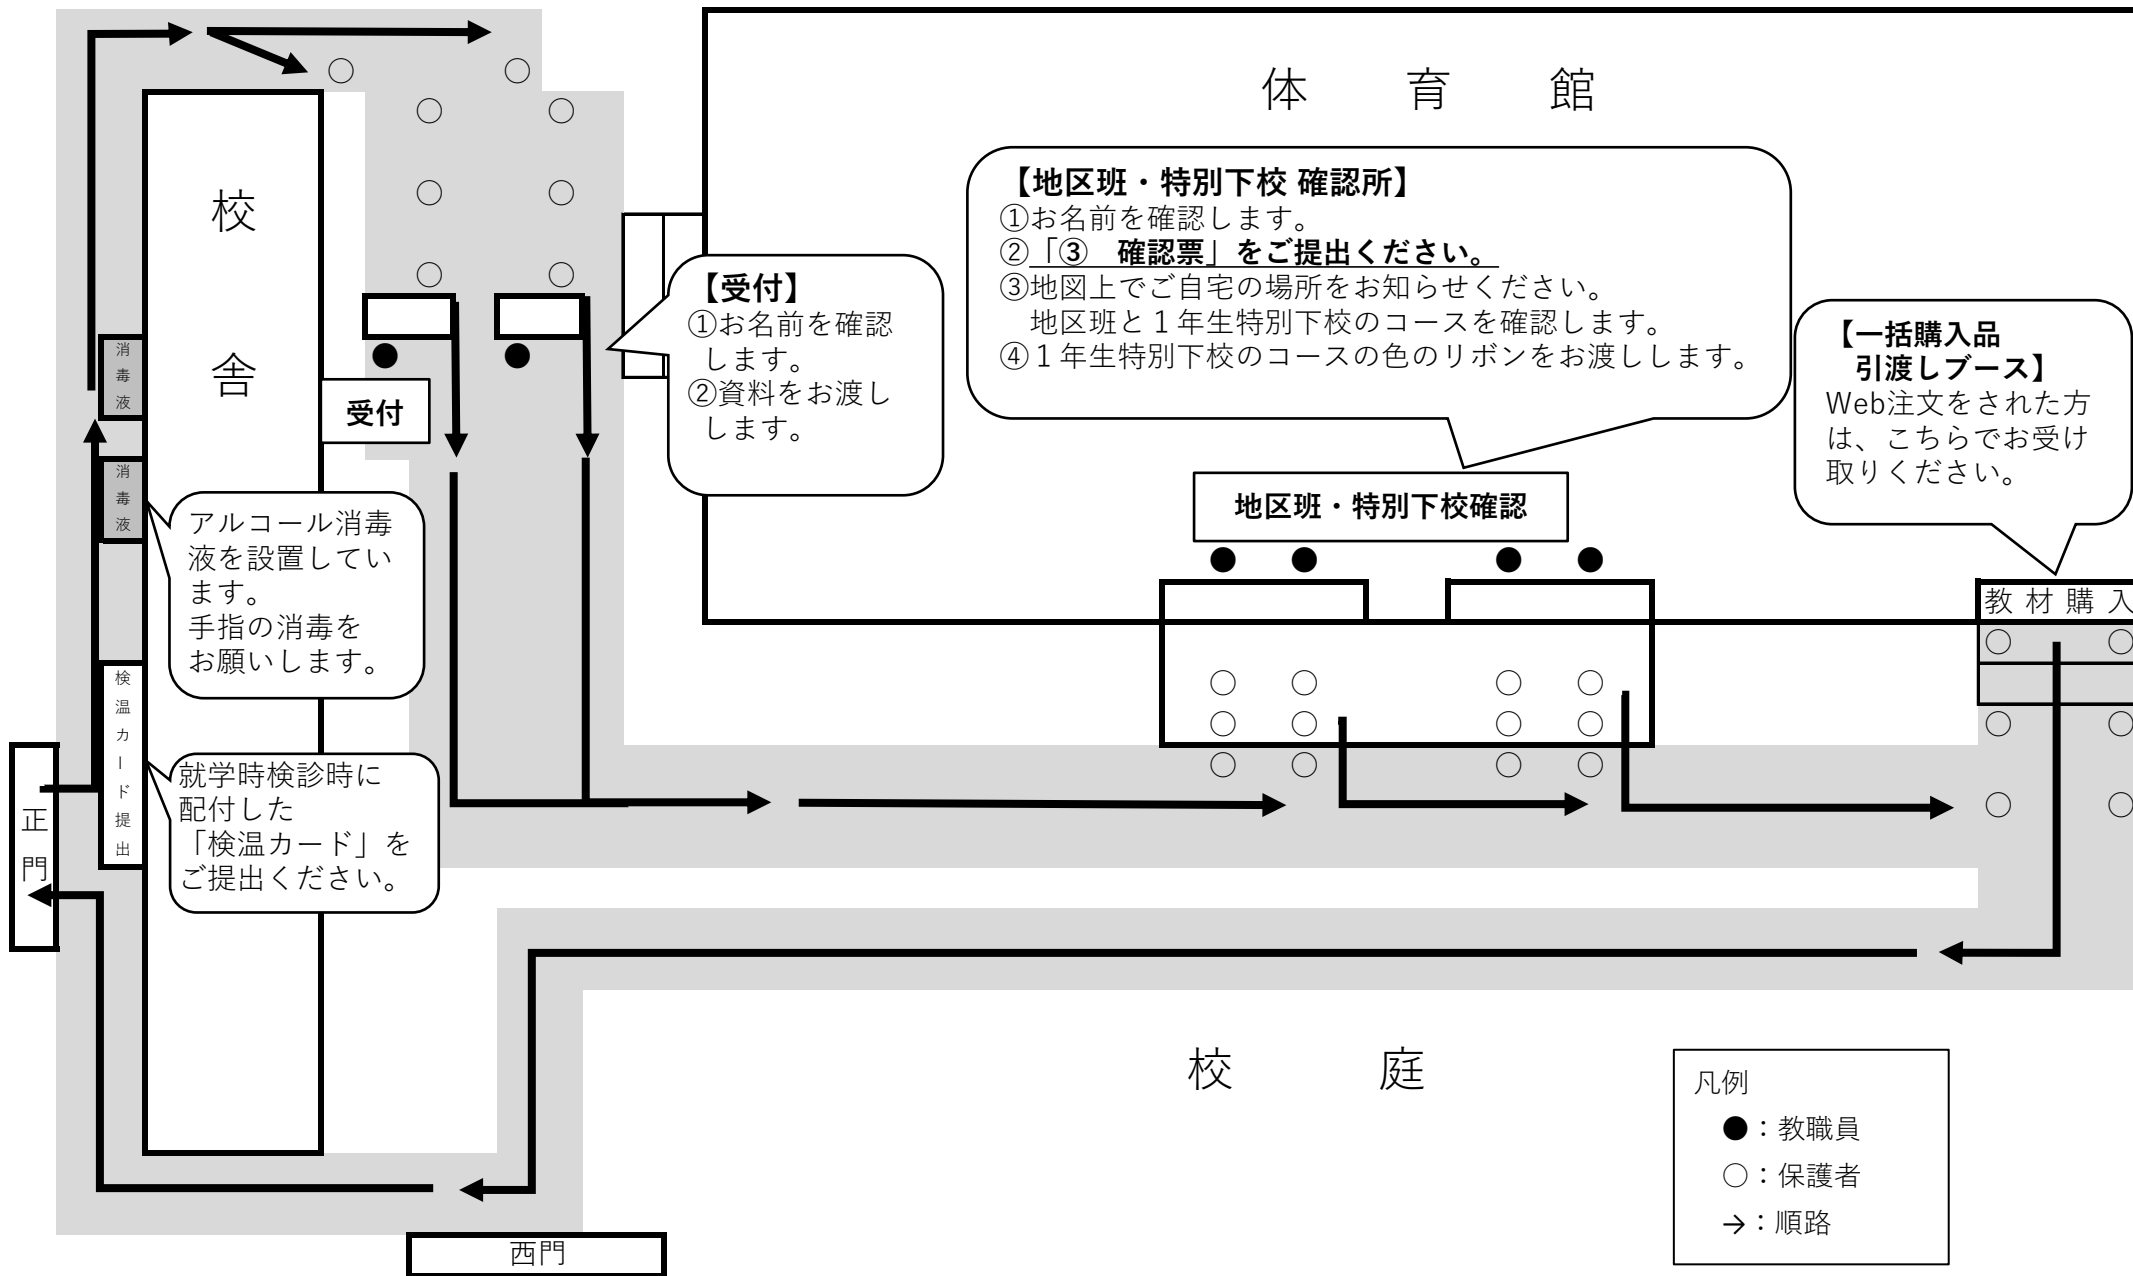 体 育 館
【地区班・特別下校 確認所】
①お名前を確認します。
②「③ 確認票」をご提出ください。
③地図上でご自宅の場所をお知らせください。
地区班と１年生特別下校のコースを確認します。
④１年生特別下校のコースの色のリボンをお渡しします。
校
舎
【受付】
①お名前を確認
します。
②資料をお渡し
します。
【一括購入品
引渡しブース】
Web注文をされた方
は、こちらでお受け
取りください。
消毒液
受付
消毒液
アルコール消毒
液を設置してい
ます。
手指の消毒を
お願いします。
地区班・特別下校確認
教材購入
検温カード提出
就学時検診時に
配付した
「検温カード」を
ご提出ください。
正門
校 庭
凡例
●：教職員
○：保護者
→：順路
西門